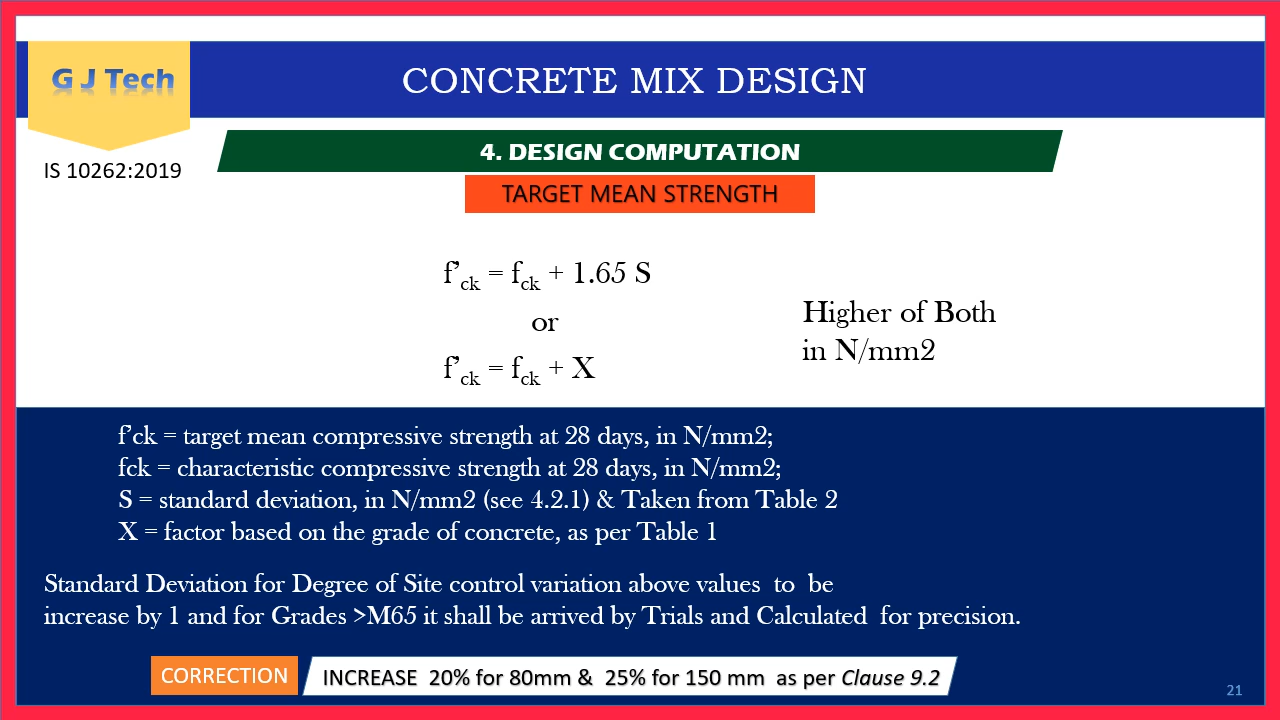 G J Tech
CONCRETE MIX DESIGN
IS 10262:2019
4. DESIGN COMPUTATION
TARGET MEAN STRENGTH
f’ck = fck + 1.65 S
or
f’ck = fck + X
Higher of Both
in N/mm2
f’ck = target mean compressive strength at 28 days, in N/mm2;
fck = characteristic compressive strength at 28 days, in N/mm2;
S = standard deviation, in N/mm2 (see 4.2.1) & Taken from Table 2
X = factor based on the grade of concrete, as per Table 1
Standard Deviation for Degree of Site control variation above values to be
increase by 1 and for Grades >M65 it shall be arrived by Trials and Calculated for precision.
CORRECTION
INCREASE 20% for 80mm & 25% for 150 mm as per Clause 9.2
21